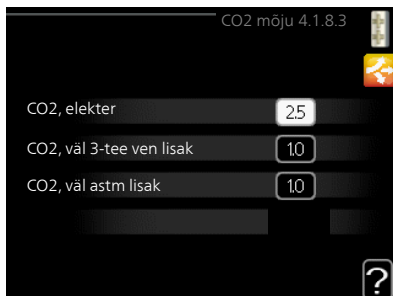 CO2 mõju 4.1.8.3
CO2, elekter 2.5
CO2, väl 3-tee ven lisak 1.0
CO2, väl astm lisak 1.0
?